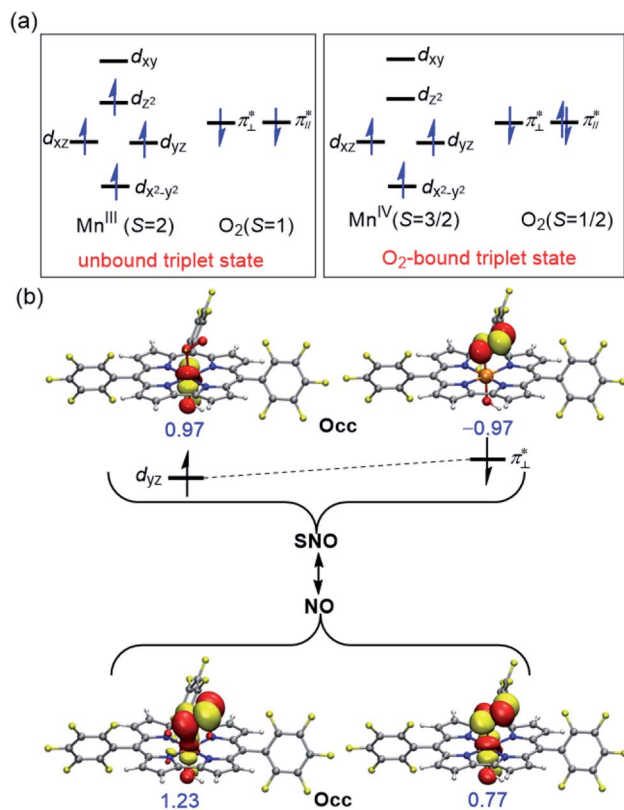 (a)
d_xy
d_xy
d_z²
d_z²
d_xz
d_yz
π*_⊥
π*_//
d_xz
d_yz
π*_⊥
π*_//
d_x²-y²
d_x²-y²
Mn^III (S=2)
O₂(S=1)
Mn^IV (S=3/2)
O₂(S=1/2)
unbound triplet state
O₂-bound triplet state
(b)
0.97
Occ
−0.97
d_yz
π*_⊥
SNO
NO
1.23
Occ
0.77